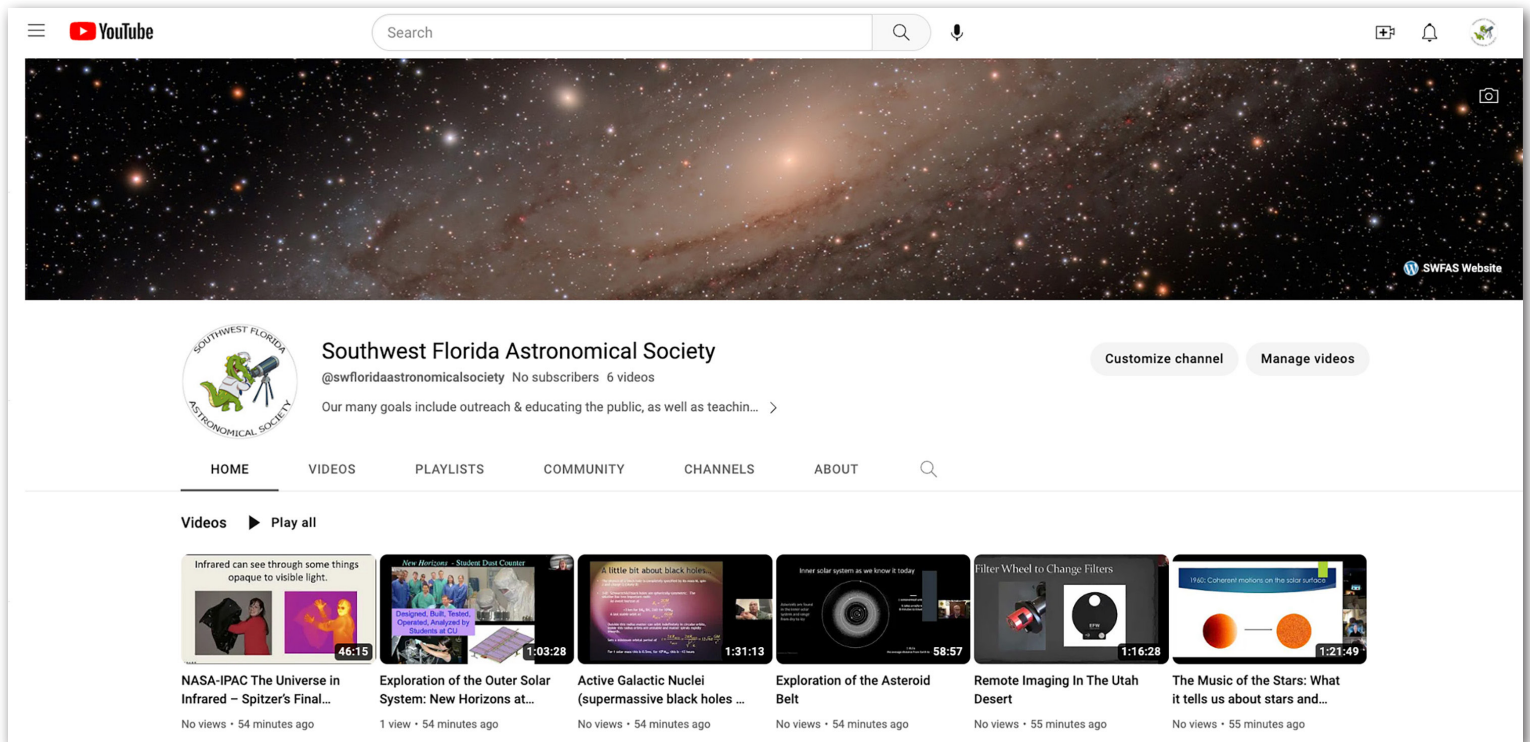 YouTube
Search
SWFAS Website
SOUTHWEST FLORIDA
ASTRONOMICAL SOCIETY
Southwest Florida Astronomical Society
@swfloridaastronomicalsociety No subscribers 6 videos
Our many goals include outreach & educating the public, as well as teachin...
Customize channel
Manage videos
HOME
VIDEOS
PLAYLISTS
COMMUNITY
CHANNELS
ABOUT
Videos
Play all
Infrared can see through some things
opaque to visible light.
46:15
NASA-IPAC The Universe in
Infrared – Spitzer's Final...
No views • 54 minutes ago
New Horizons - Student Dust Counter
Designed, Built, Tested,
Operated, Analyzed by
Students at CU
1:03:28
Exploration of the Outer Solar
System: New Horizons at...
1 view • 54 minutes ago
A little bit about black holes...
1:31:13
Active Galactic Nuclei
(supermassive black holes ...
No views • 54 minutes ago
Inner solar system as we know it today
58:57
Exploration of the Asteroid
Belt
No views • 54 minutes ago
Filter Wheel to Change Filters
EFW
1:16:28
Remote Imaging In The Utah
Desert
No views • 55 minutes ago
1960: Coherent motions on the solar surface
1:21:49
The Music of the Stars: What
it tells us about stars and...
No views • 55 minutes ago